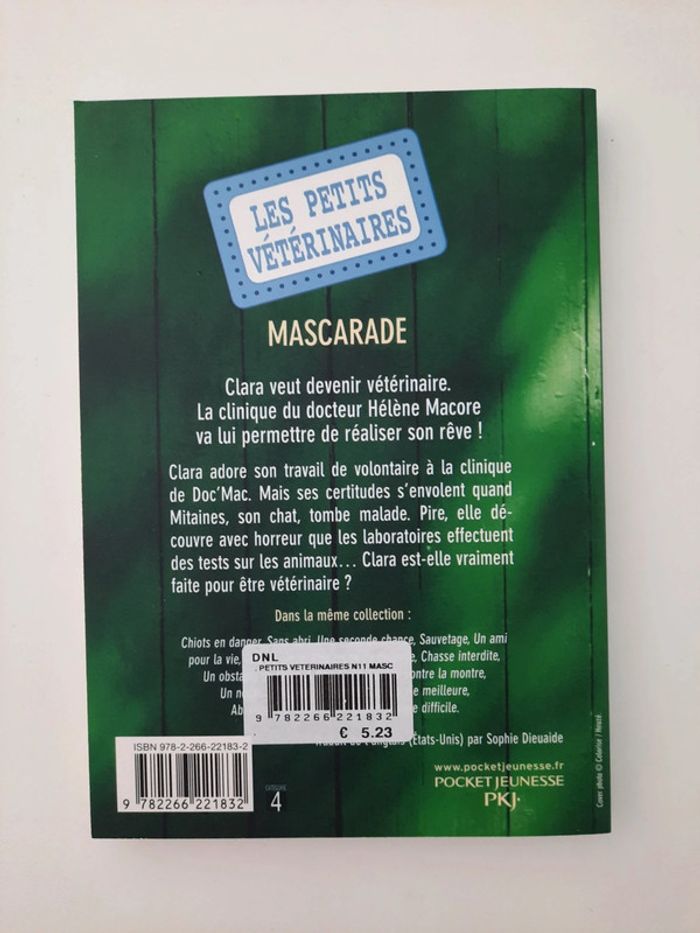 LES PETITS
VÉTÉRINAIRES
MASCARADE
Clara veut devenir vétérinaire.
La clinique du docteur Hélène Macore
va lui permettre de réaliser son rêve !
Clara adore son travail de volontaire à la clinique
de Doc'Mac. Mais ses certitudes s'envolent quand
Mitaines, son chat, tombe malade. Pire, elle dé-
couvre avec horreur que les laboratoires effectuent
des tests sur les animaux... Clara est-elle vraiment
faite pour être vétérinaire ?
Dans la même collection :
Chiots en danger, Sans abri, Une seconde chance, Sauvetage, Un ami
pour la vie, Chasse interdite,
Un contre la montre,
Un meilleure,
difficile.
DNL
. PETITS VETERINAIRES N11 MASC
9 782266 221832
€ 5.23
(États-Unis) par Sophie Dieuaide
ISBN 978-2-266-22183-2
9 782266 221832
CATÉGORIE
4
www.pocketjeunesse.fr
POCKET JEUNESSE
PKJ.
Cover photo © Colorise / Heuzé.